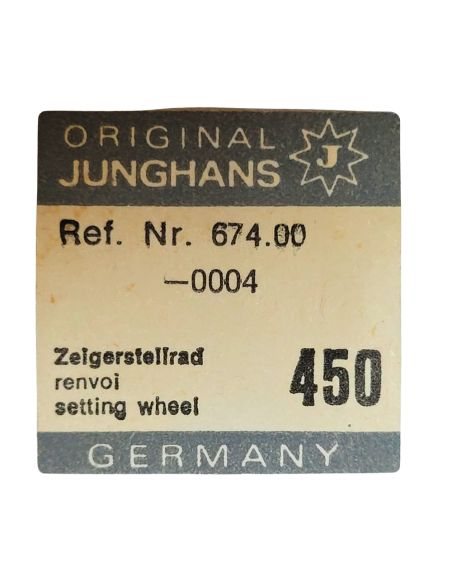 ORIGINAL
JUNGHANS J
Ref. Nr. 674.00
—0004
Zeigerstellrad
renvoi
setting wheel
450
GERMANY